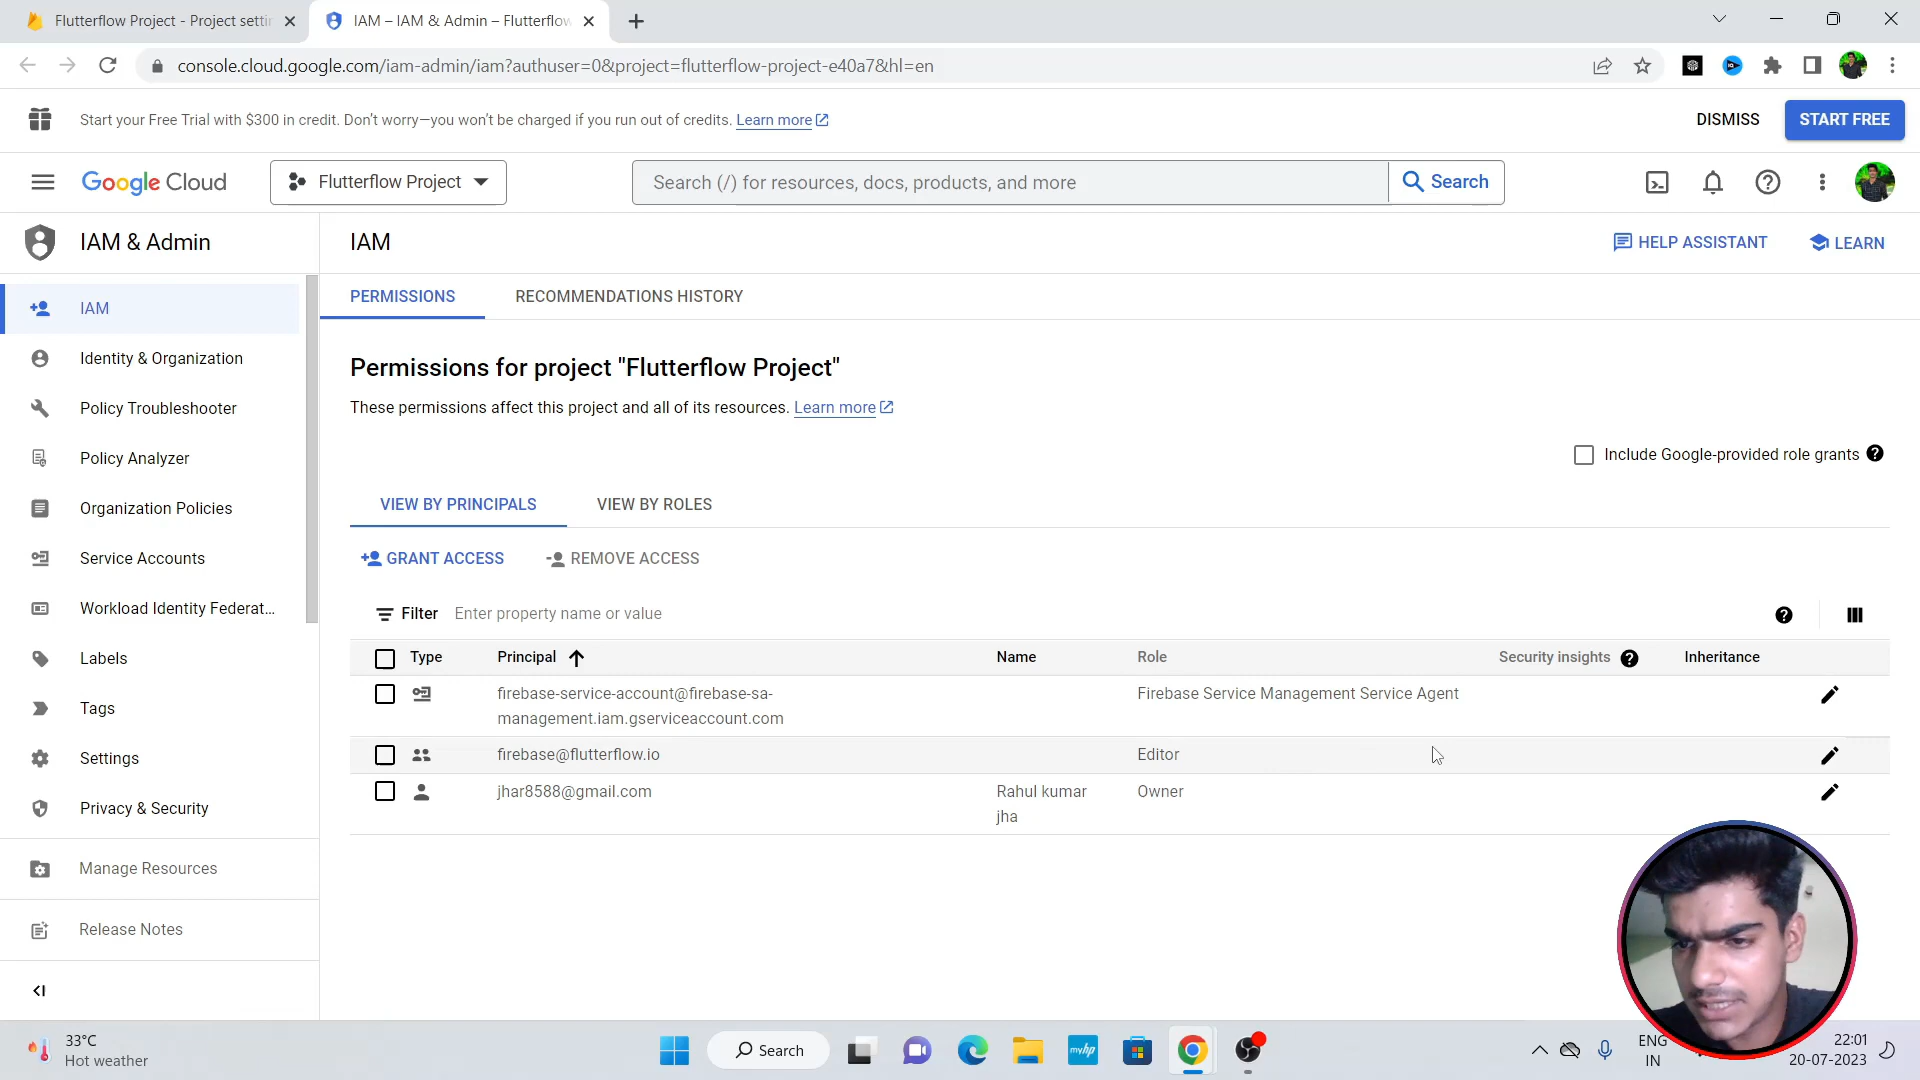 Flutterflow Project - Project settin
IAM – IAM & Admin – Flutterflow
console.cloud.google.com/iam-admin/iam?authuser=0&project=flutterflow-project-e40a7&hl=en
Start your Free Trial with $300 in credit. Don't worry—you won't be charged if you run out of credits. Learn more
DISMISS
START FREE
Google Cloud
Flutterflow Project
Search (/) for resources, docs, products, and more
Search
IAM & Admin
IAM
HELP ASSISTANT
LEARN
IAM
Identity & Organization
Policy Troubleshooter
Policy Analyzer
Organization Policies
Service Accounts
Workload Identity Federat...
Labels
Tags
Settings
Privacy & Security
Manage Resources
Release Notes
PERMISSIONS
RECOMMENDATIONS HISTORY
Permissions for project "Flutterflow Project"
These permissions affect this project and all of its resources. Learn more
Include Google-provided role grants
VIEW BY PRINCIPALS
VIEW BY ROLES
GRANT ACCESS
REMOVE ACCESS
Filter Enter property name or value
Type Principal Name Role Security insights Inheritance
firebase-service-account@firebase-sa-
management.iam.gserviceaccount.com
Firebase Service Management Service Agent
firebase@flutterflow.io Editor
jhar8588@gmail.com Rahul kumar
jha
Owner
33°C
Hot weather
Search
myhp
ENG
IN
22:01
20-07-2023